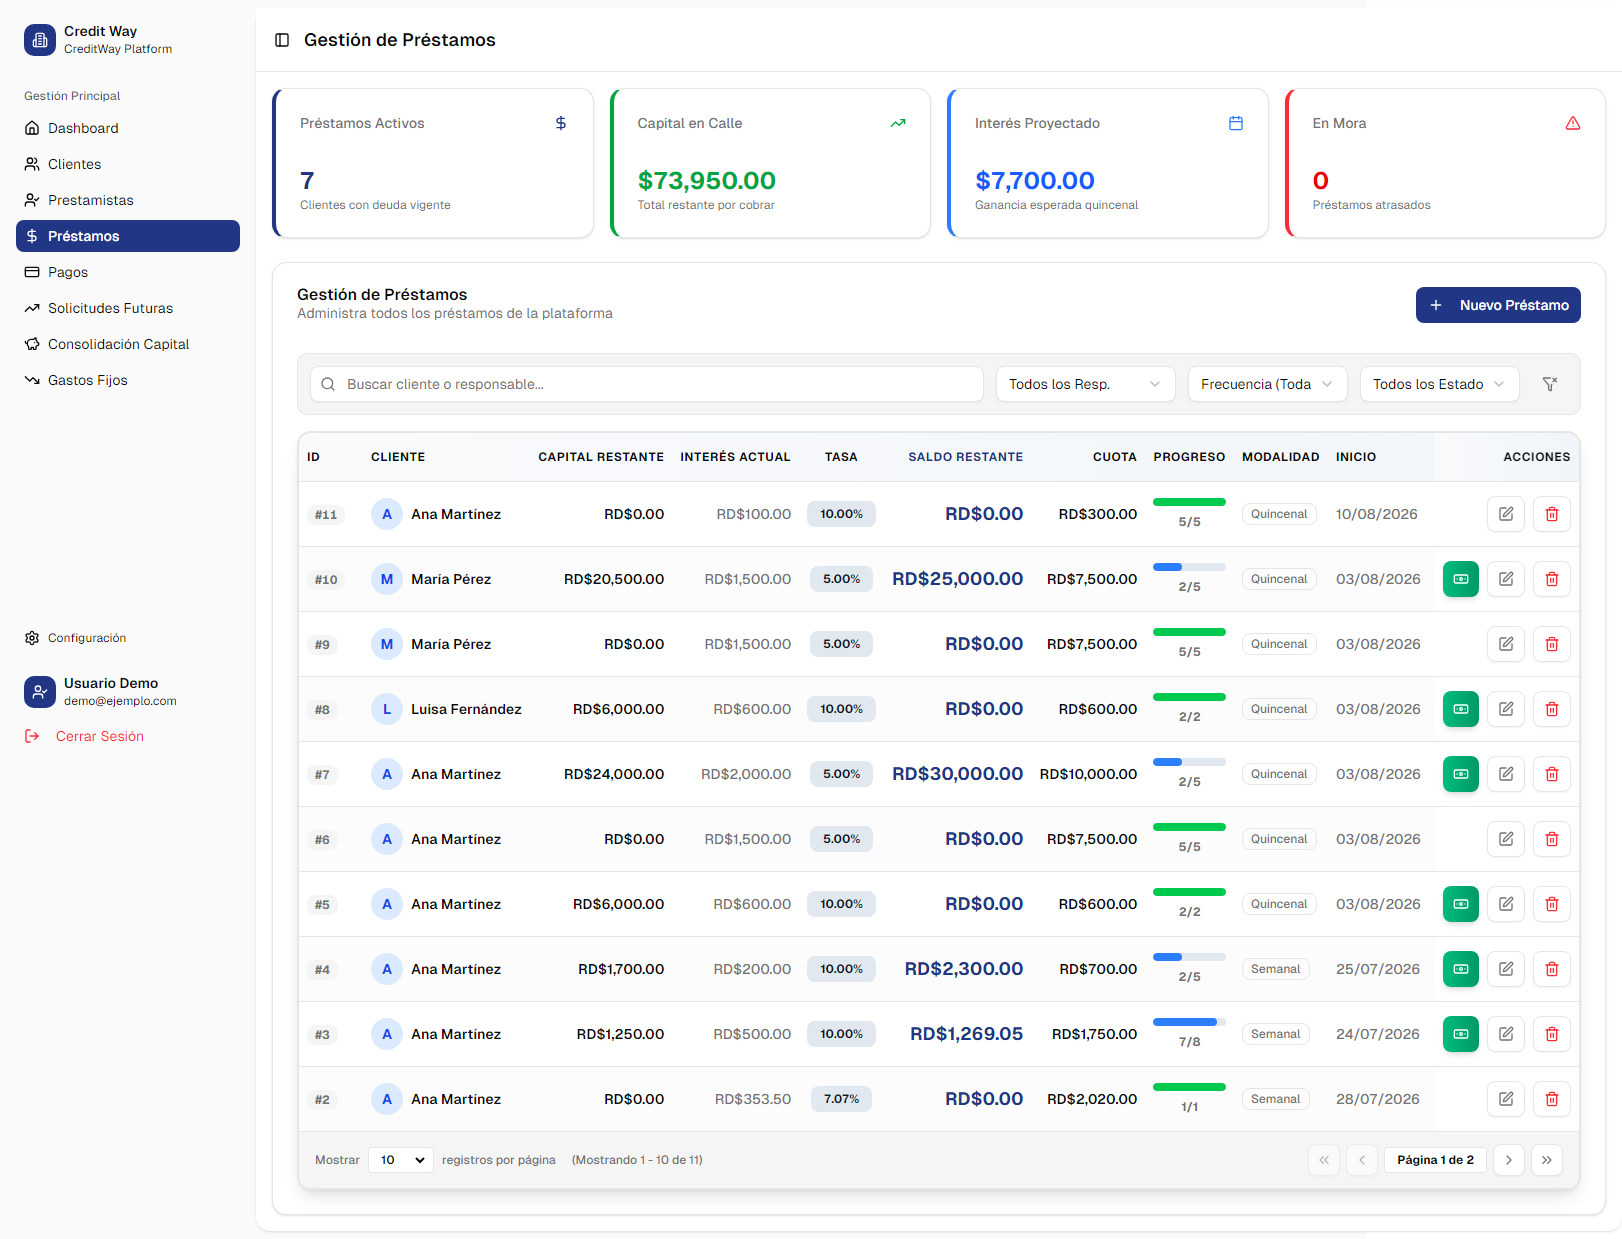 Credit Way
CreditWay Platform
Gestión Principal
Dashboard
Clientes
Prestamistas
Préstamos
Pagos
Solicitudes Futuras
Consolidación Capital
Gastos Fijos
Configuración
Usuario Demo
demo@ejemplo.com
Cerrar Sesión
Gestión de Préstamos
Préstamos Activos
7
Clientes con deuda vigente
Capital en Calle
$73,950.00
Total restante por cobrar
Interés Proyectado
$7,700.00
Ganancia esperada quincenal
En Mora
0
Préstamos atrasados
Gestión de Préstamos
Administra todos los préstamos de la plataforma
Nuevo Préstamo
Buscar cliente o responsable...
Todos los Resp.
Frecuencia (Toda
Todos los Estado
ID CLIENTE CAPITAL RESTANTE INTERÉS ACTUAL TASA SALDO RESTANTE CUOTA PROGRESO MODALIDAD INICIO ACCIONES
#11 A Ana Martínez RD$0.00 RD$100.00 10.00% RD$0.00 RD$300.00 5/5 Quincenal 10/08/2026
#10 M María Pérez RD$20,500.00 RD$1,500.00 5.00% RD$25,000.00 RD$7,500.00 2/5 Quincenal 03/08/2026
#9 M María Pérez RD$0.00 RD$1,500.00 5.00% RD$0.00 RD$7,500.00 5/5 Quincenal 03/08/2026
#8 L Luisa Fernández RD$6,000.00 RD$600.00 10.00% RD$0.00 RD$600.00 2/2 Quincenal 03/08/2026
#7 A Ana Martínez RD$24,000.00 RD$2,000.00 5.00% RD$30,000.00 RD$10,000.00 2/5 Quincenal 03/08/2026
#6 A Ana Martínez RD$0.00 RD$1,500.00 5.00% RD$0.00 RD$7,500.00 5/5 Quincenal 03/08/2026
#5 A Ana Martínez RD$6,000.00 RD$600.00 10.00% RD$0.00 RD$600.00 2/2 Quincenal 03/08/2026
#4 A Ana Martínez RD$1,700.00 RD$200.00 10.00% RD$2,300.00 RD$700.00 2/5 Semanal 25/07/2026
#3 A Ana Martínez RD$1,250.00 RD$500.00 10.00% RD$1,269.05 RD$1,750.00 7/8 Semanal 24/07/2026
#2 A Ana Martínez RD$0.00 RD$353.50 7.07% RD$0.00 RD$2,020.00 1/1 Semanal 28/07/2026
Mostrar 10 registros por página (Mostrando 1 - 10 de 11)
Página 1 de 2